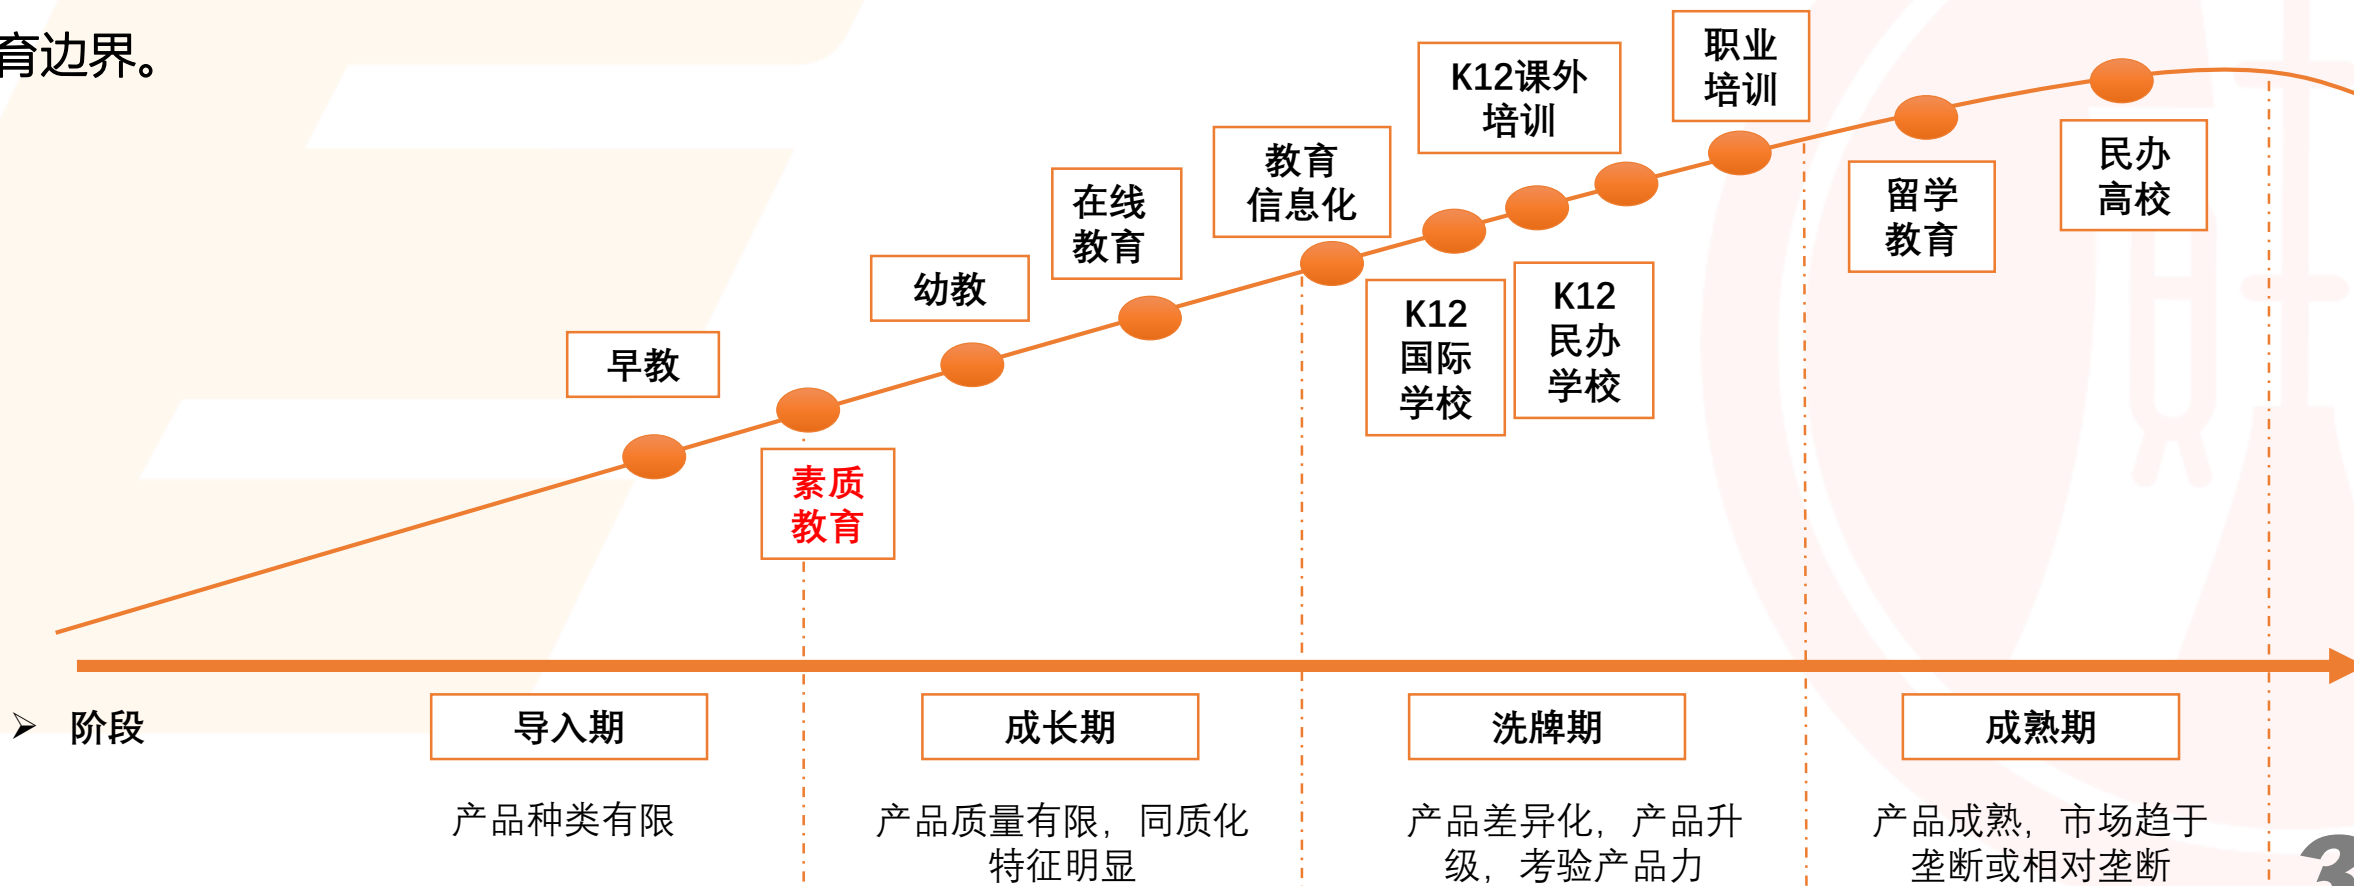 育边界。
职业
培训
K12课外
培训
教育
信息化
在线
教育
幼教
早教
素质
教育
K12
国际
学校
K12
民办
学校
留学
教育
民办
高校
阶段
导入期
成长期
洗牌期
成熟期
产品种类有限
产品质量有限，同质化
特征明显
产品差异化，产品升
级，考验产品力
产品成熟，市场趋于
垄断或相对垄断